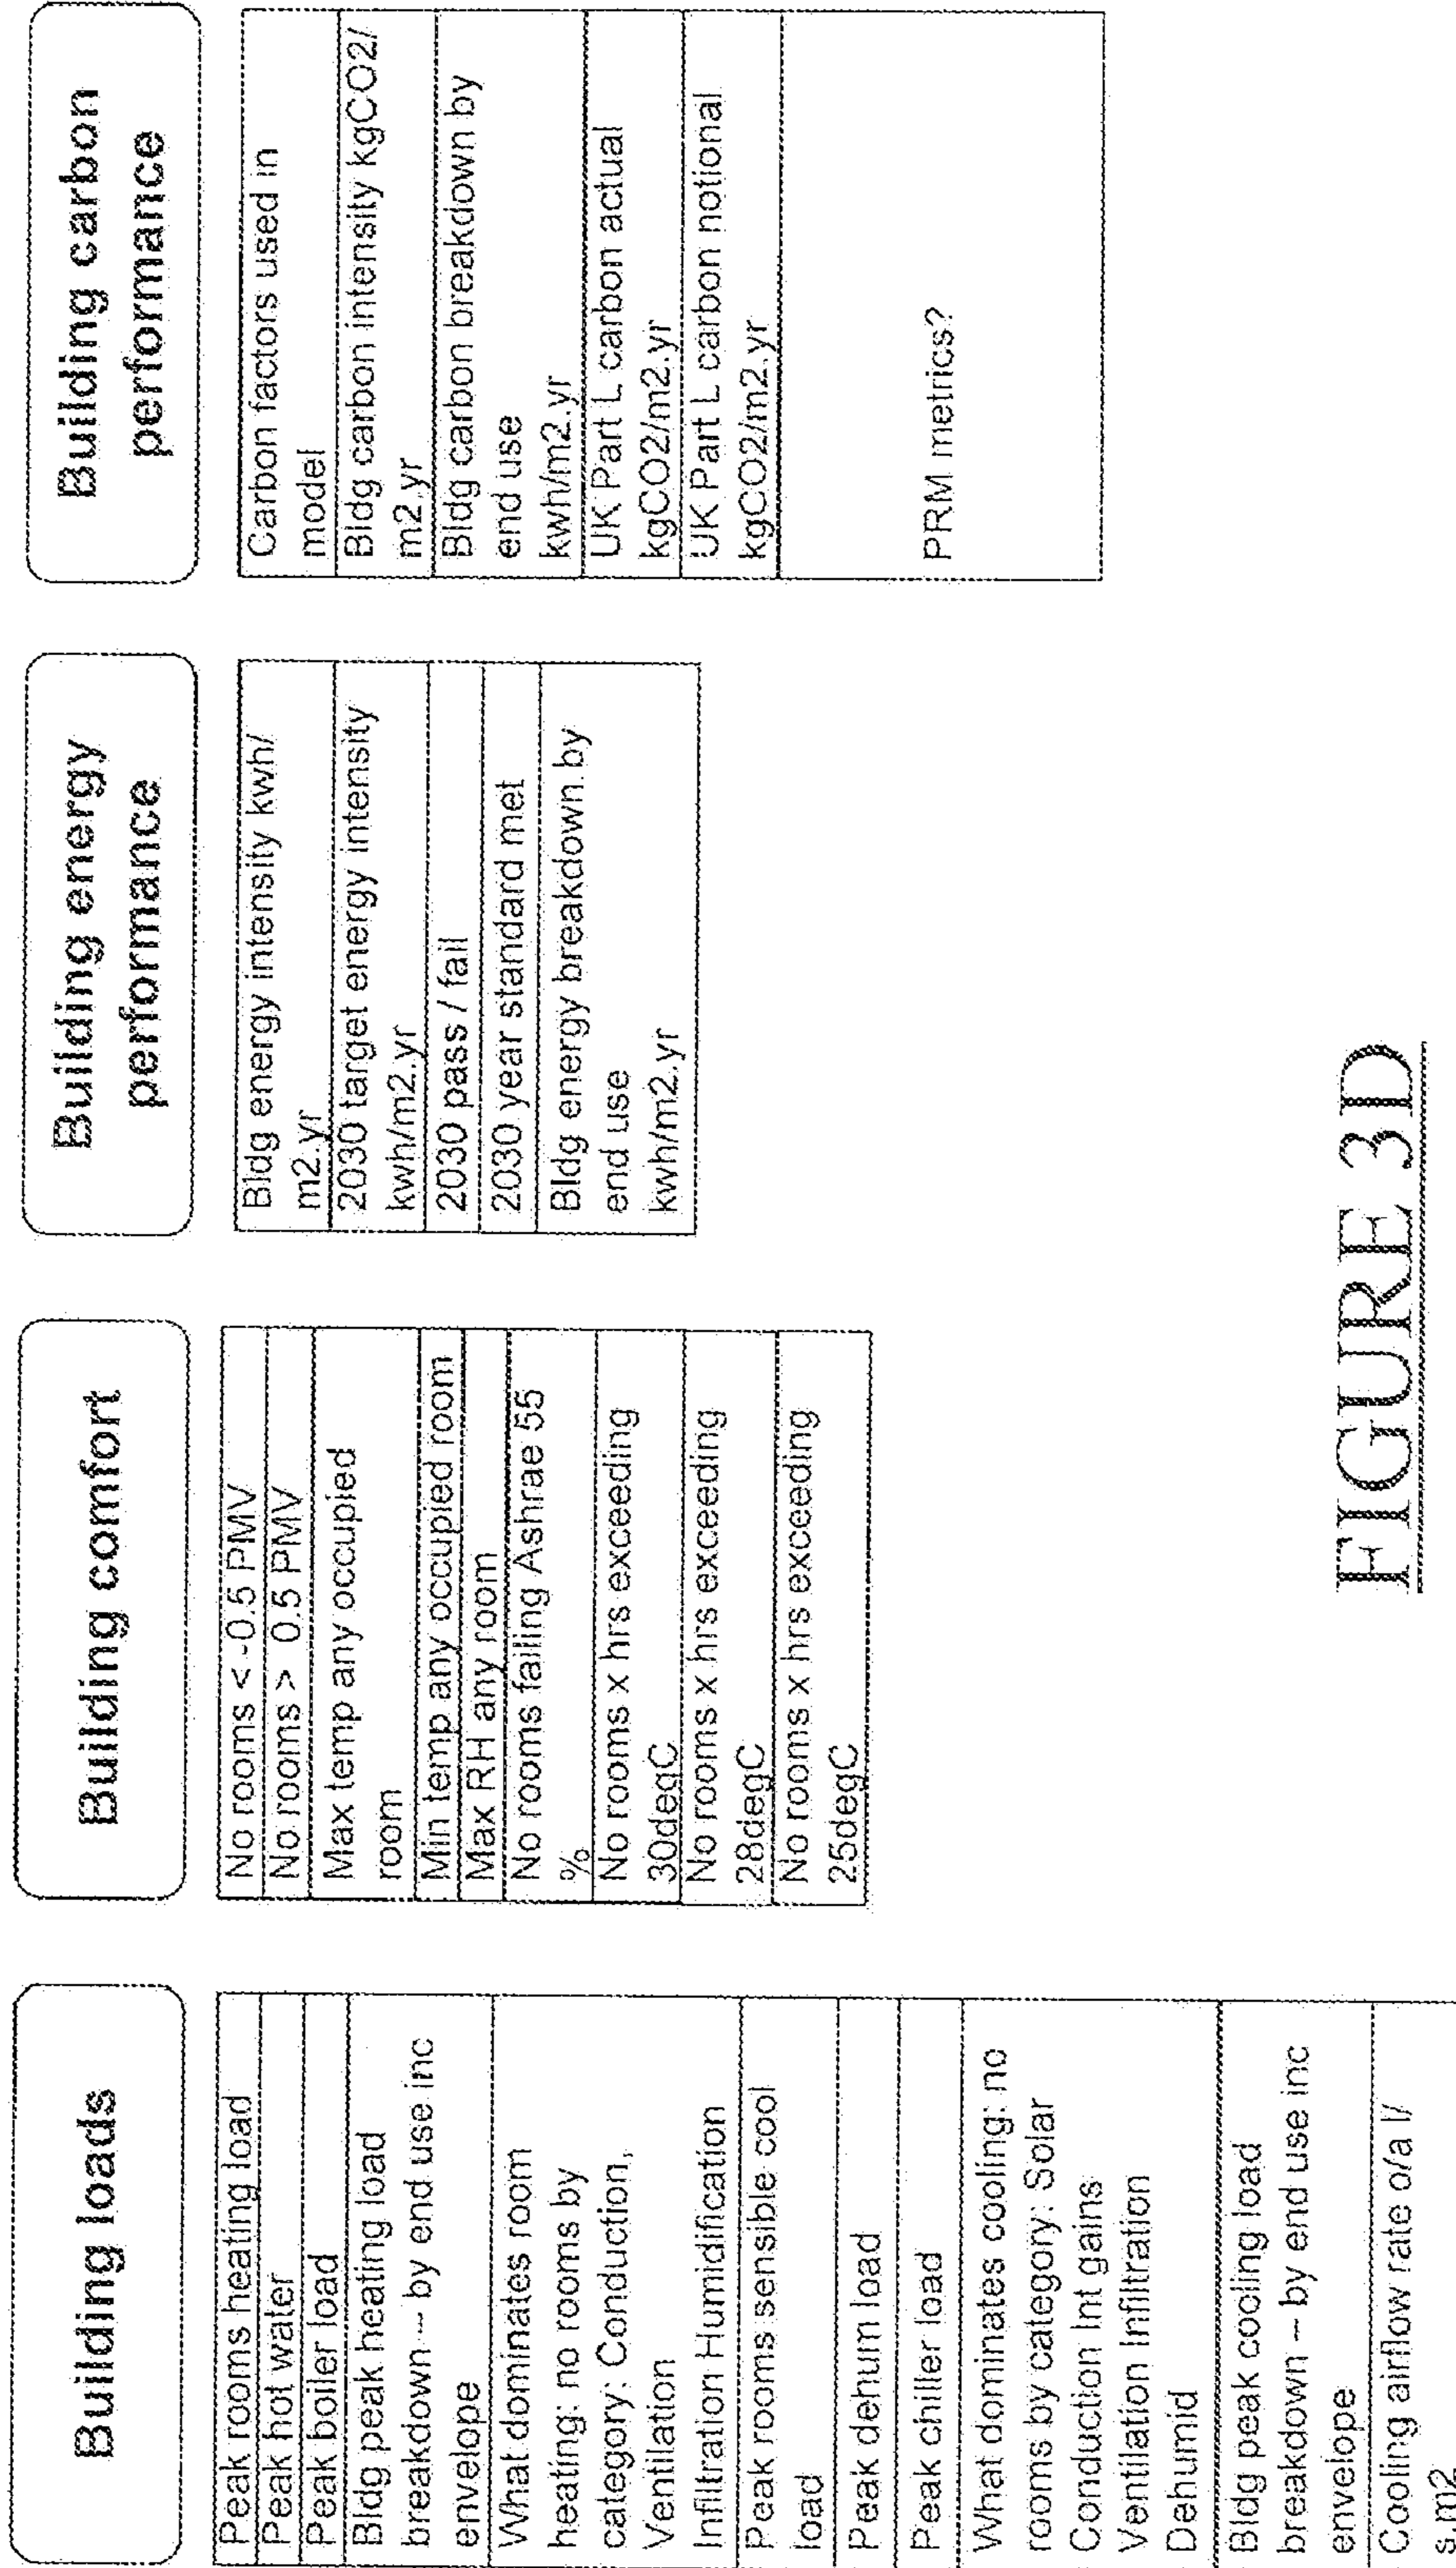 Building loads
Peak rooms heating load
Peak hot water
Peak boiler load
Bldg peak heating load
breakdown -- by end use inc
envelope
What dominates room
heating: no rooms by
category: Conduction,
Ventilation
Infiltration Humidification
Peak rooms sensible cool
load
Peak dehum load
Peak chiller load
What dominates cooling: no
rooms by category: Solar
Conduction Int gains
Ventilation Infiltration
Dehumid
Bldg peak cooling load
breakdown -- by end use inc
envelope
Cooling airflow rate o/a l/
s.m2
Building comfort
No rooms < -0.5 PMV
No rooms > 0.5 PMV
Max temp any occupied
room
Min temp any occupied room
Max RH any room
No rooms failing Ashrae 55
%
No rooms x hrs exceeding
30degC
No rooms x hrs exceeding
28degC
No rooms x hrs exceeding
25degC
Building energy
performance
Bldg energy intensity kwh/
m2.yr
2030 target energy intensity
kwh/m2.yr
2030 pass / fail
2030 year standard met
Bldg energy breakdown by
end use
kwh/m2.yr
Building carbon
performance
Carbon factors used in
model
Bldg carbon intensity kgCO2/
m2.yr
Bldg carbon breakdown by
end use
kwh/m2.yr
UK Part L carbon actual
kgCO2/m2.yr
UK Part L carbon notional
kgCO2/m2.yr
PRM metrics?
FIGURE 3D